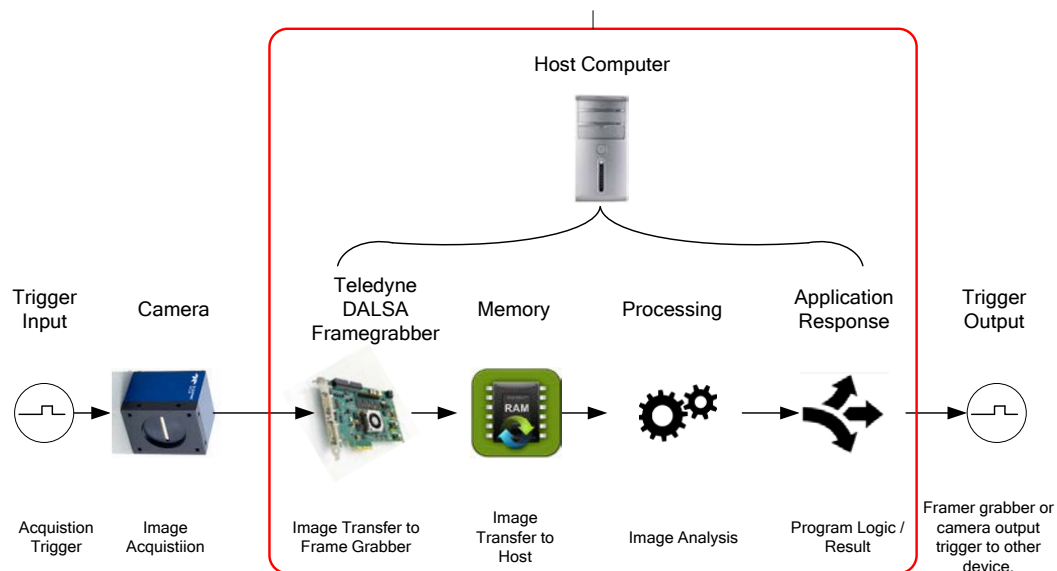 Host Computer
Trigger
Input
Camera
Teledyne
DALSA
Framegrabber
Memory
Processing
Application
Response
Trigger
Output
RAM
Acquistion
Trigger
Image
Acquistiion
Image Transfer to
Frame Grabber
Image
Transfer to
Host
Image Analysis
Program Logic /
Result
Framer grabber or
camera output
trigger to other
device.